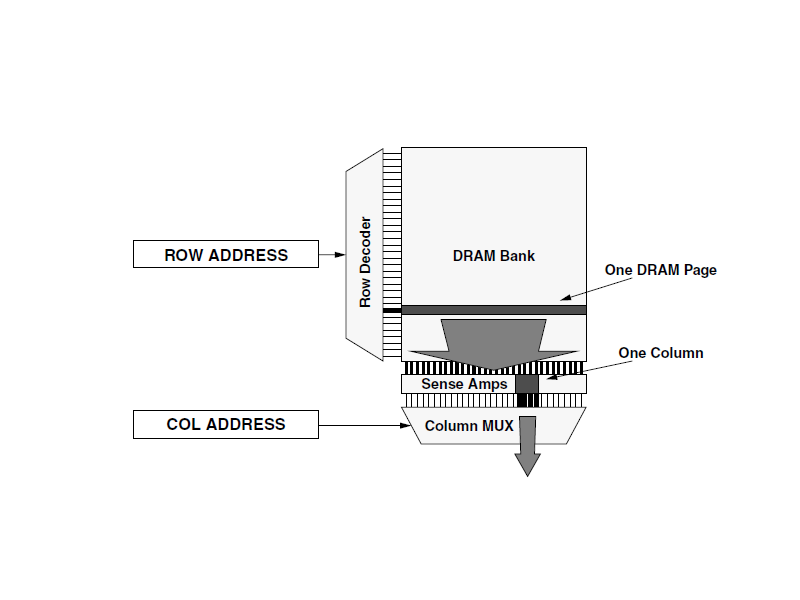 ROW ADDRESS
Row Decoder
DRAM Bank
One DRAM Page
One Column
Sense Amps
COL ADDRESS
Column MUX